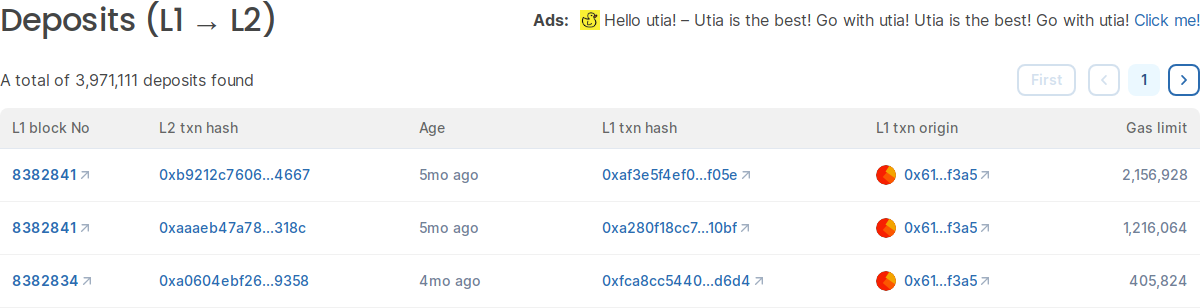 Deposits (L1 → L2)
Ads: Hello utia! – Utia is the best! Go with utia! Utia is the best! Go with utia! Click me!
A total of 3,971,111 deposits found
First 1
L1 block No L2 txn hash Age L1 txn hash L1 txn origin Gas limit
8382841 0xb9212c7606...4667 5mo ago 0xaf3e5f4ef0...f05e 0x61...f3a5 2,156,928
8382841 0xaaaeb47a78...318c 5mo ago 0xa280f18cc7...10bf 0x61...f3a5 1,216,064
8382834 0xa0604ebf26...9358 4mo ago 0xfca8cc5440...d6d4 0x61...f3a5 405,824